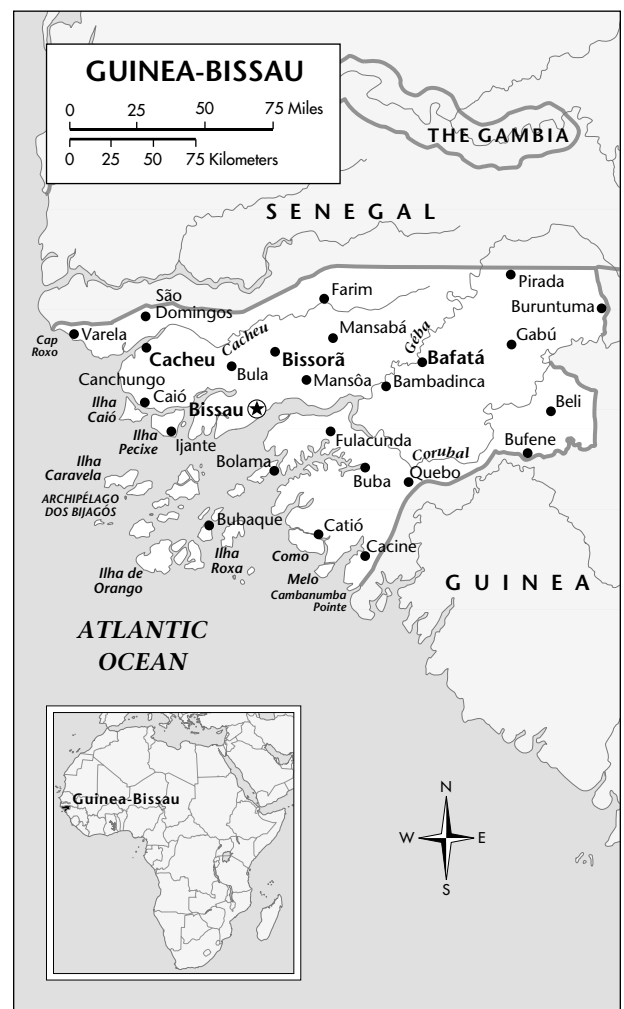 GUINEA-BISSAU
0 25 50 75 Miles
0 25 50 75 Kilometers
THE GAMBIA
SENEGAL
Pirada
São
Domingos
Farim
Buruntuma
Cap
Roxo
Varela
Cacheu
Mansabá
Géba
Gabú
Cacheu
Bissorã
Bafatá
Canchungo
Bula
Mansôa
Bambadinca
Ilha
Caió
Caió
Bissau
Beli
Ilha
Pecixe
Ijante
Fulacunda
Corubal
Bufene
Ilha
Caravela
Bolama
Buba
Quebo
ARCHIPÉLAGO
DOS BIJAGÓS
Bubaque
Catió
Ilha
Roxa
Como
Cacine
Ilha de
Orango
Melo
Cambanumba
Pointe
GUINEA
ATLANTIC
OCEAN
Guinea-Bissau
N
W E
S